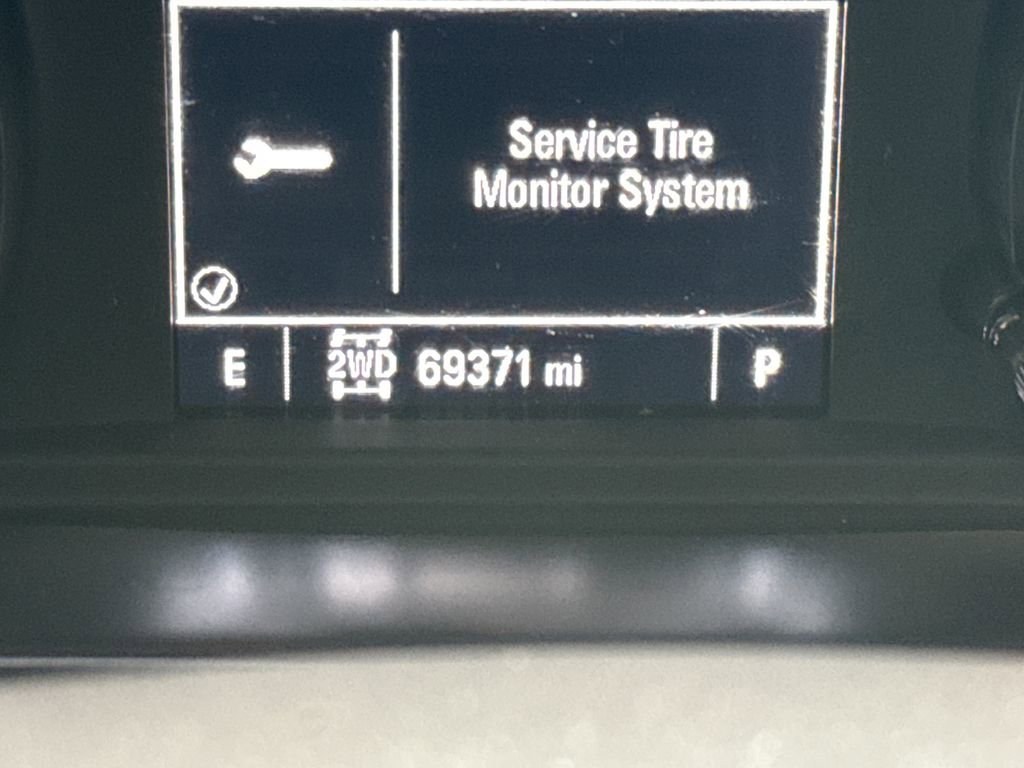 Service Tire
Monitor System
E 2WD 69371 mi P